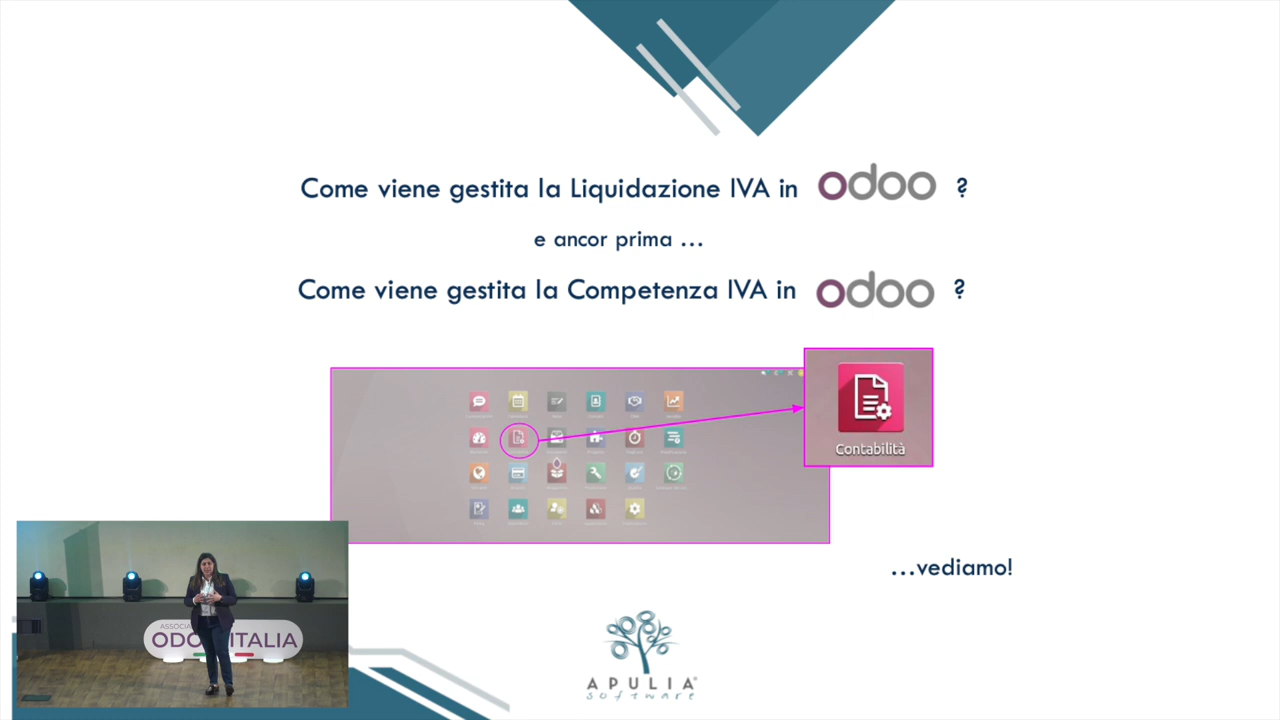 Come viene gestita la Liquidazione IVA in odoo ?
e ancor prima ...
Come viene gestita la Competenza IVA in odoo ?
Contabilità
...vediamo!
ASSOCIA
ODOO ITALIA
APULIA
software